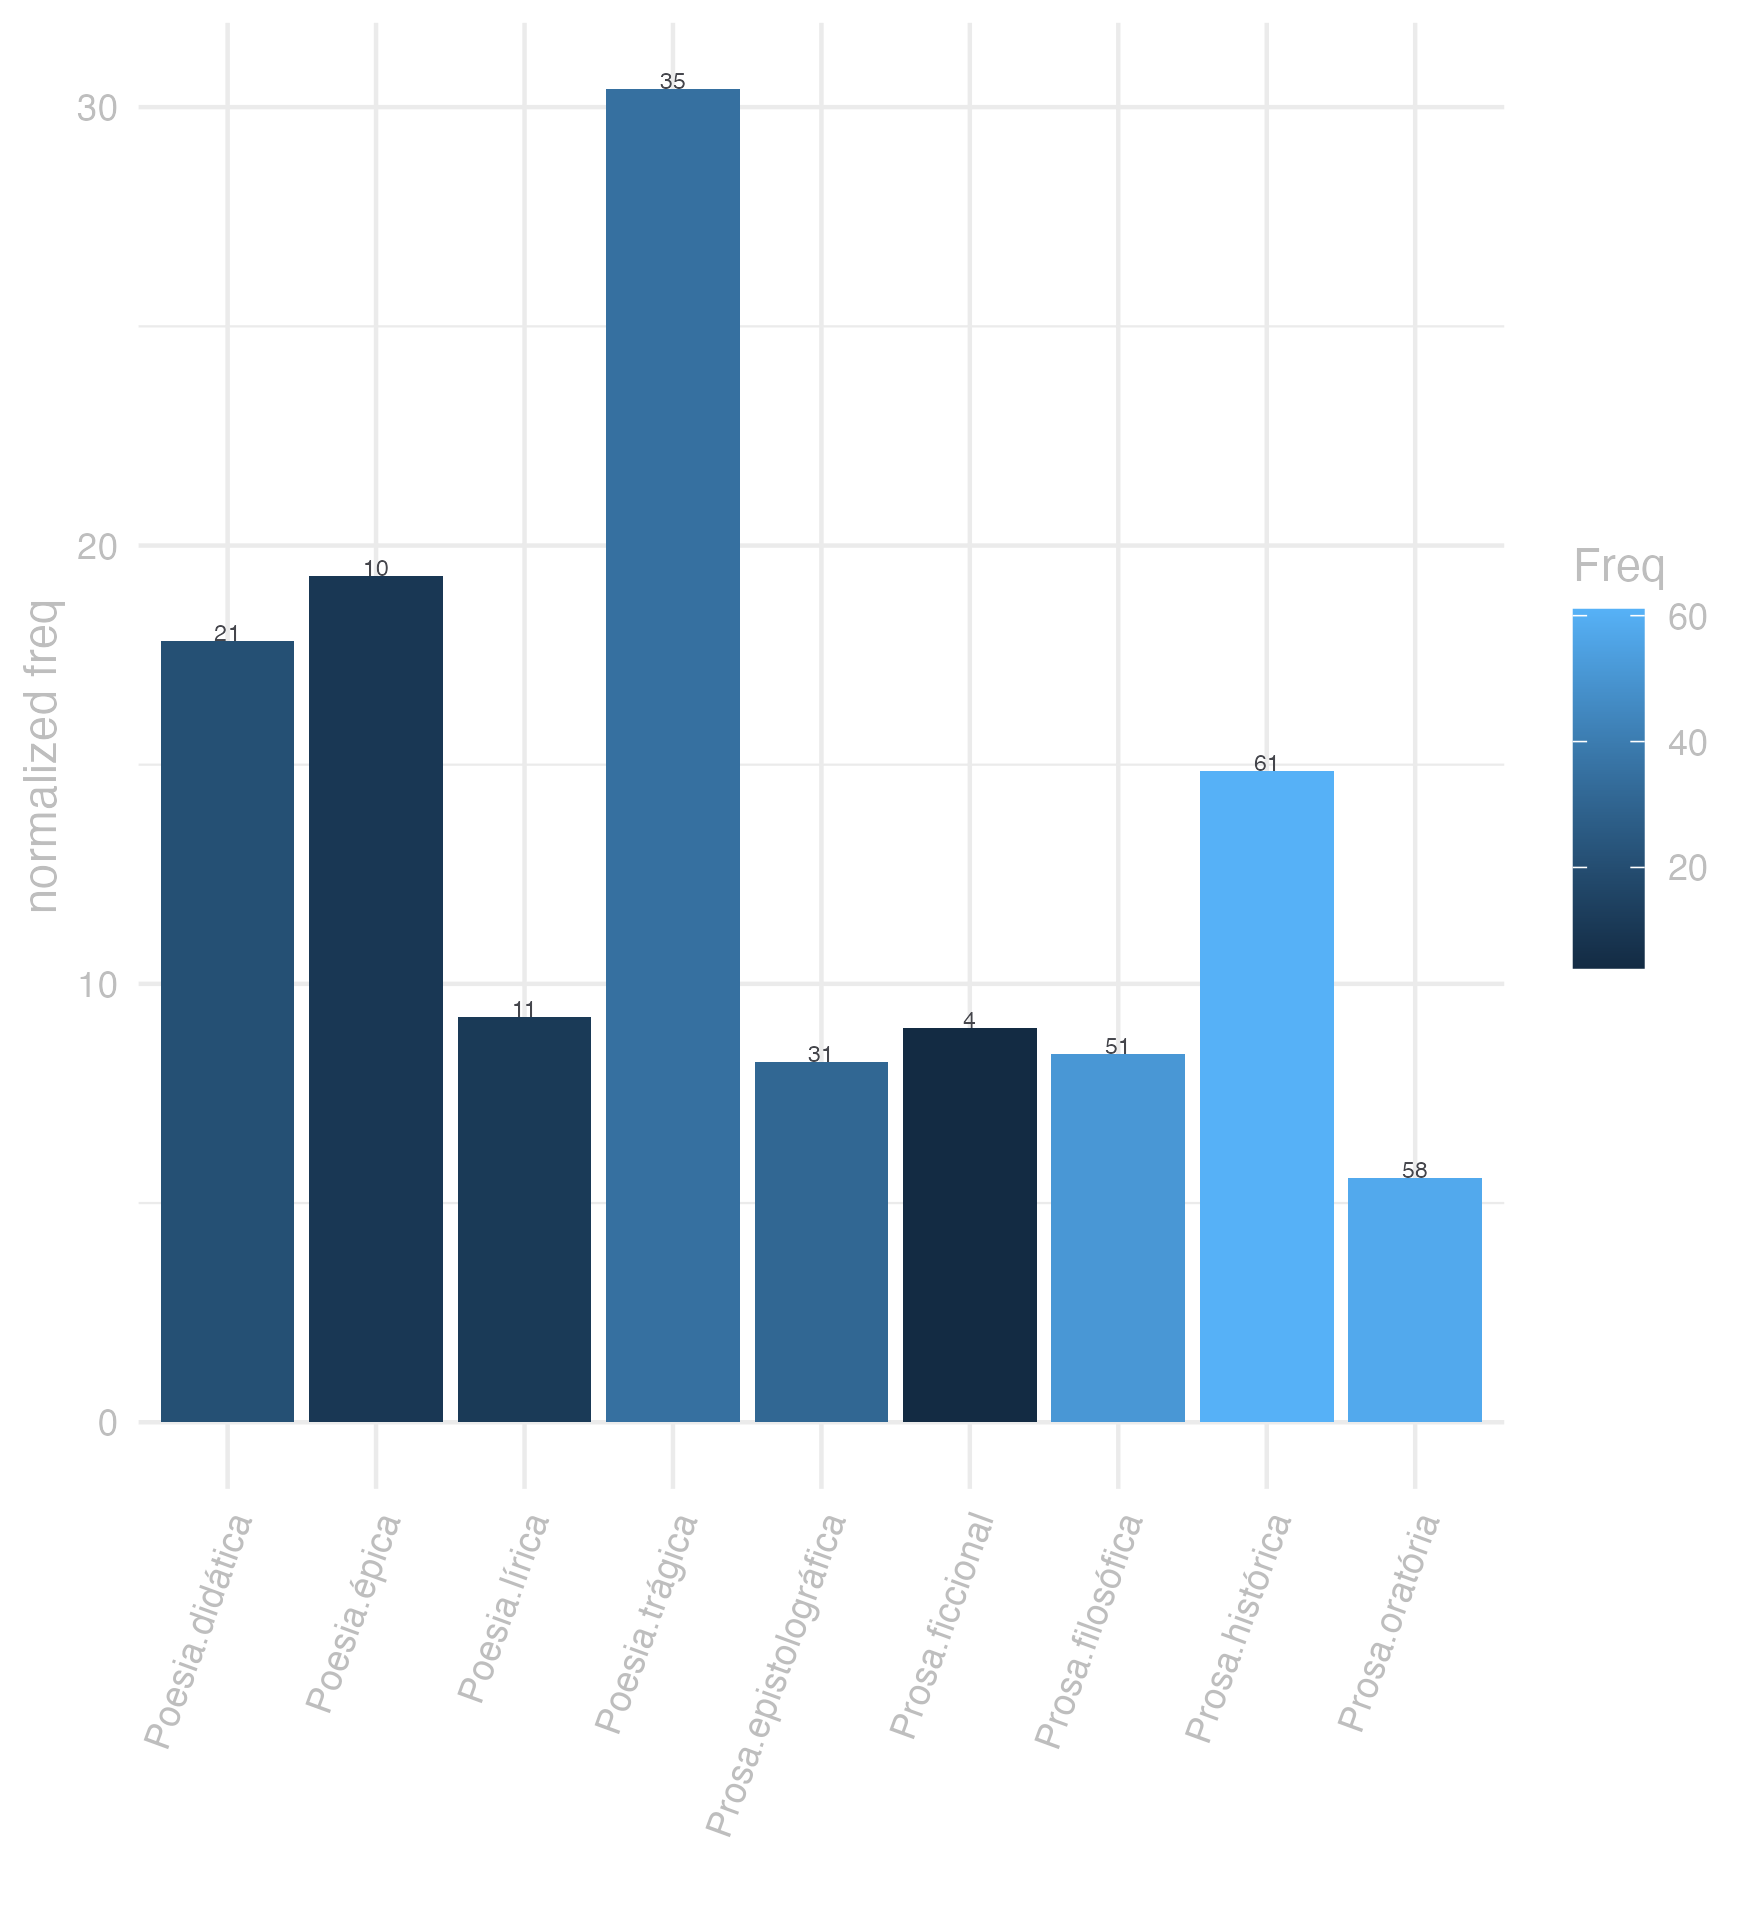 35
30
20
10
21
61
11
4
51
31
10
58
0
normalized freq
Freq
60
40
20
Poesia.didática
Poesia.épica
Poesia.lírica
Poesia.trágica
Prosa.epistolográfica
Prosa.ficcional
Prosa.filosófica
Prosa.histórica
Prosa.oratória